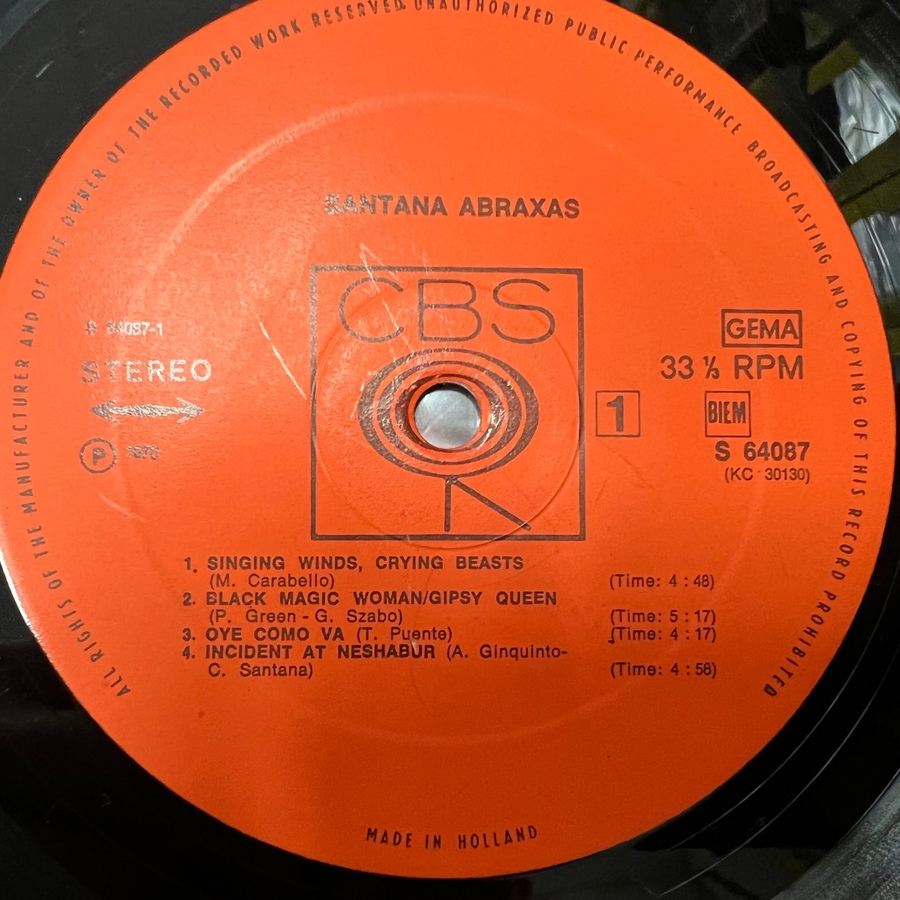 ALL RIGHTS OF THE MANUFACTURER AND OF THE OWNER OF THE RECORDED WORK RESERVED. UNAUTHORIZED PUBLIC PERFORMANCE BROADCASTING AND COPYING OF THIS RECORD PROHIBITED
SANTANA ABRAXAS
CBS
S 64087-1
STEREO
℗ 1970
GEMA
33 ⅓ RPM
1
BIEM
S 64087
(KC 30130)
1. SINGING WINDS, CRYING BEASTS
(M. Carabello) (Time: 4 : 48)
2. BLACK MAGIC WOMAN/GIPSY QUEEN
(P. Green - G. Szabo) (Time: 5 : 17)
3. OYE COMO VA (T. Puente) (Time: 4 : 17)
4. INCIDENT AT NESHABUR (A. Ginquinto-
C. Santana) (Time: 4 : 58)
MADE IN HOLLAND